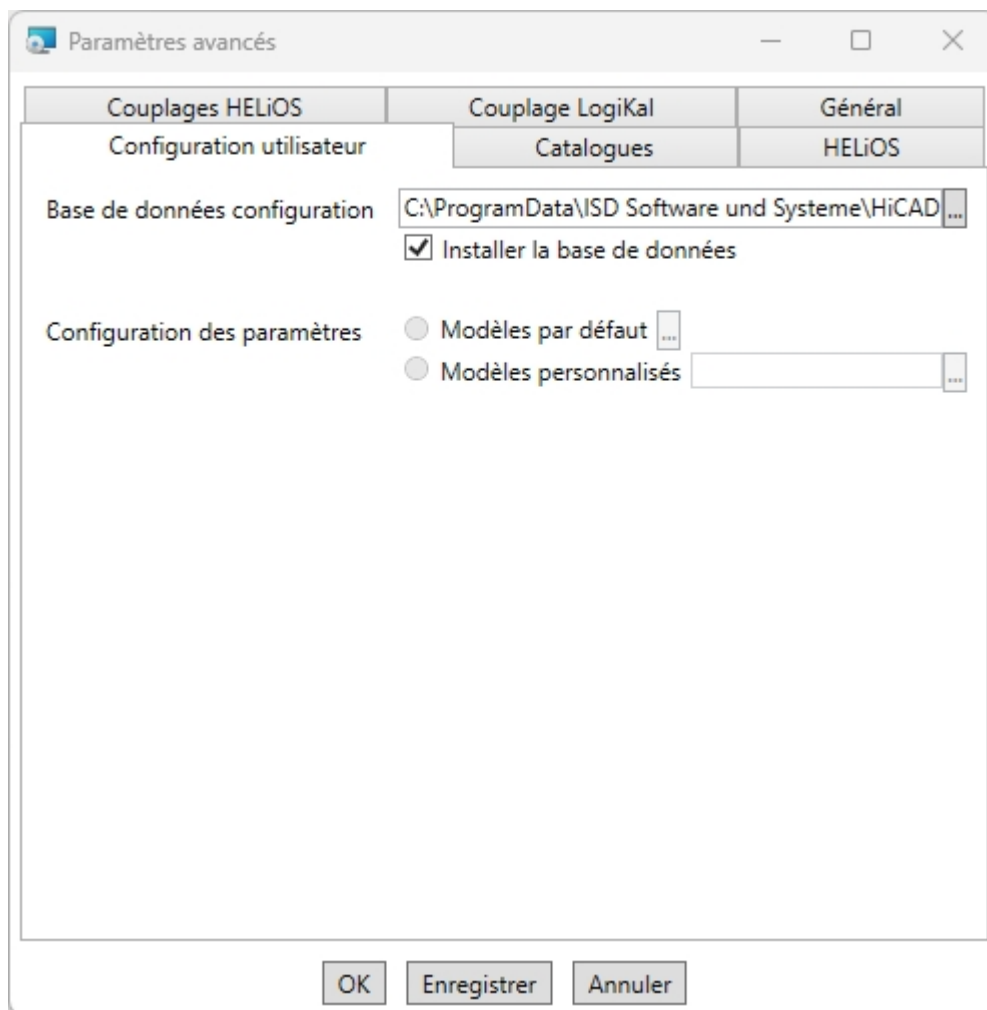 Paramètres avancés
Couplages HELiOS Couplage LogiKal Général
Configuration utilisateur Catalogues HELiOS
Base de données configuration C:\ProgramData\ISD Software und Systeme\HiCAD ...
Installer la base de données
Configuration des paramètres Modèles par défaut ...
Modèles personnalisés ...
OK Enregistrer Annuler